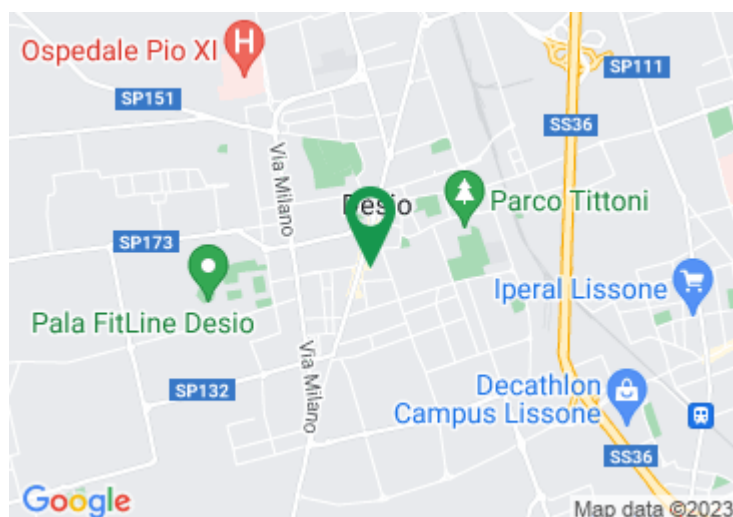 Ospedale Pio XI
H
SP111
SP151
SS36
Via Milano
Desio
Parco Tittoni
SP173
Iperal Lissone
Pala FitLine Desio
Via Milano
SP132
Decathlon
Campus Lissone
SS36
Google
Map data ©2023